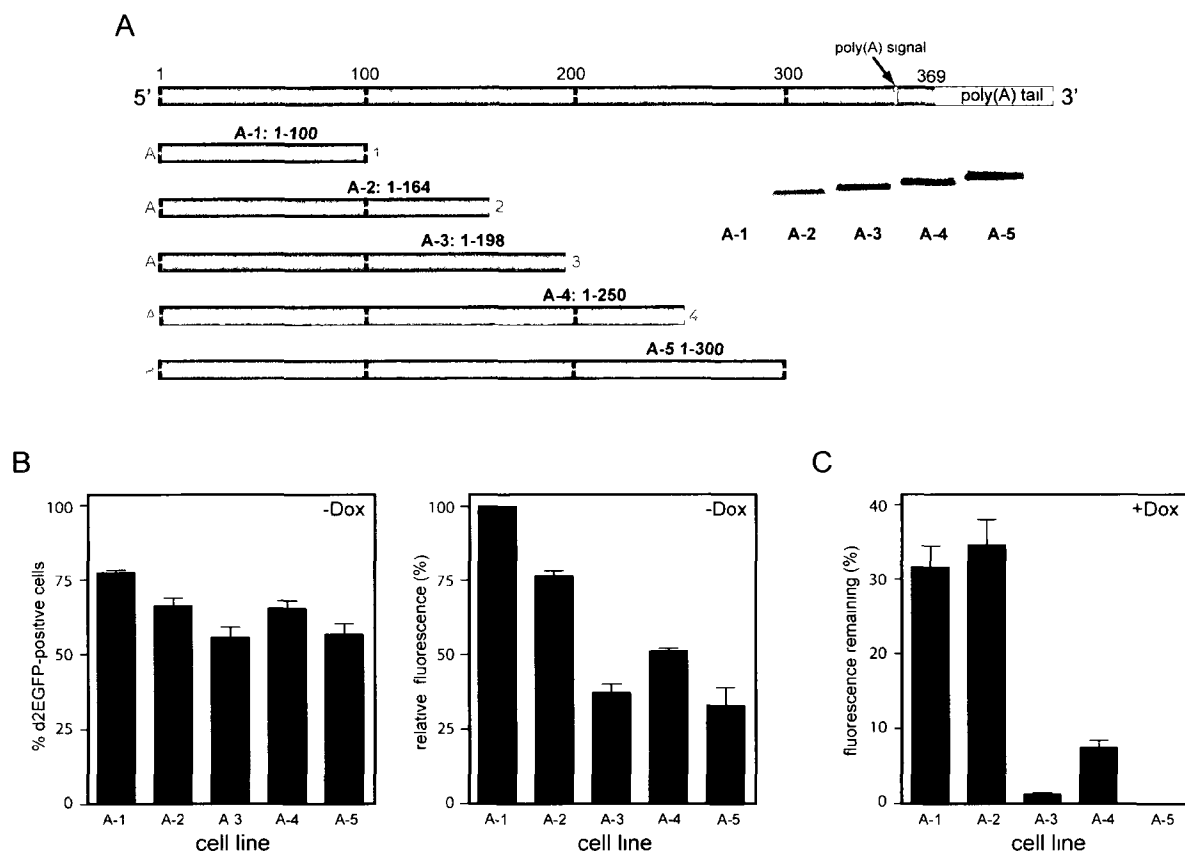 A
poly(A) signal
1 100 200 300 369
5' poly(A) tail 3'
A-1: 1-100
A 1
A-2: 1-164
A 2
A-3: 1-198
A 3
A-4: 1-250
A 4
A-5 1-300
A-1 A-2 A-3 A-4 A-5
B
-Dox
% d2EGFP-positive cells
100
75
50
25
0
A-1 A-2 A 3 A-4 A-5
cell line
-Dox
relative fluorescence (%)
100
75
50
25
0
A-1 A-2 A-3 A-4 A-5
cell line
C
+Dox
fluorescence remaining (%)
40
30
20
10
0
A-1 A-2 A-3 A-4 A-5
cell line